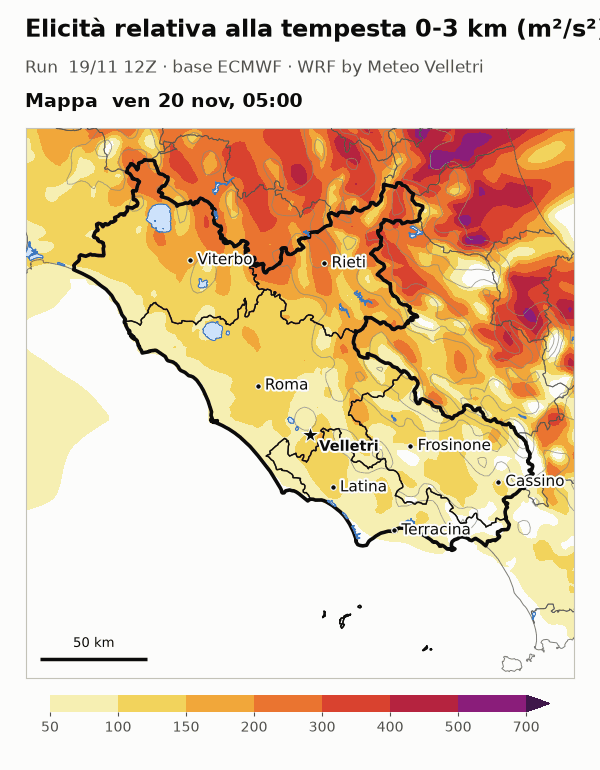 Elicità relativa alla tempesta 0-3 km (m²/s²)
Run  19/11 12Z · base ECMWF · WRF by Meteo Velletri
Mappa  ven 20 nov, 05:00
Viterbo
Rieti
Roma
Velletri
Frosinone
Latina
Cassino
Terracina
50 km
50 100 150 200 300 400 500 700